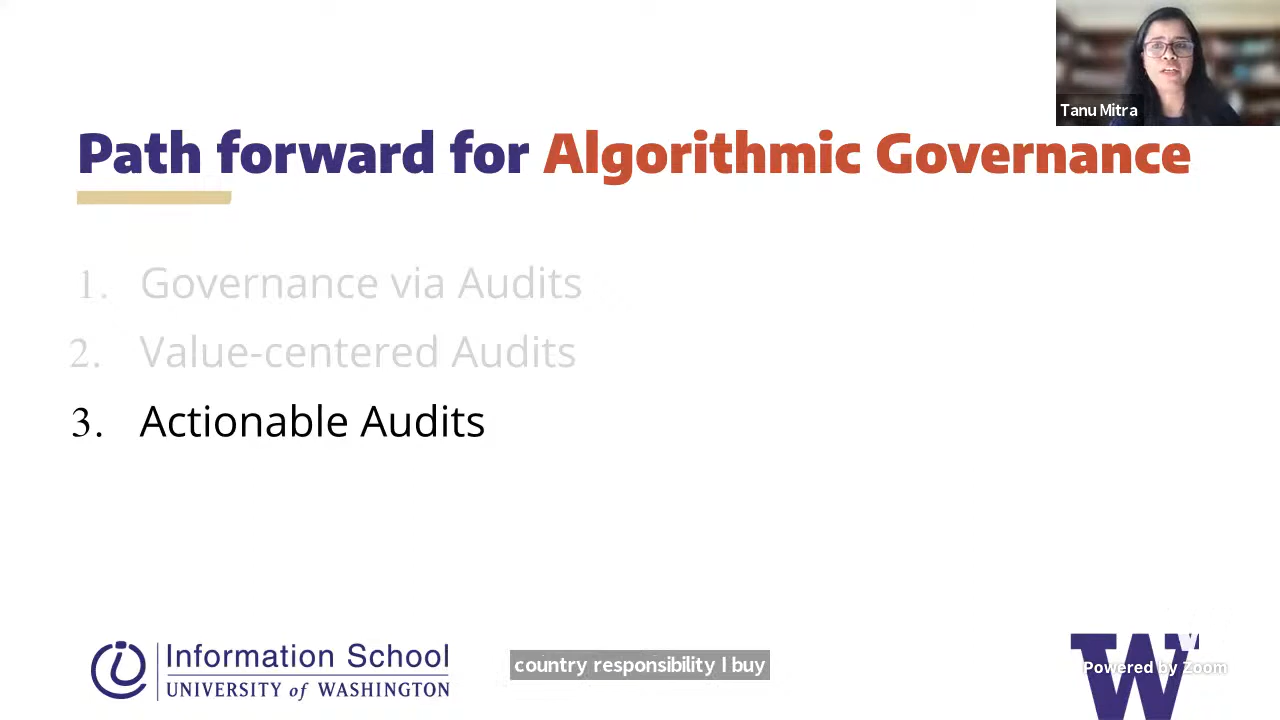 Tanu Mitra
Path forward for Algorithmic Governance
1. Governance via Audits
2. Value-centered Audits
3. Actionable Audits
Information School
UNIVERSITY of WASHINGTON
country responsibility I buy
W
Powered by Zoom